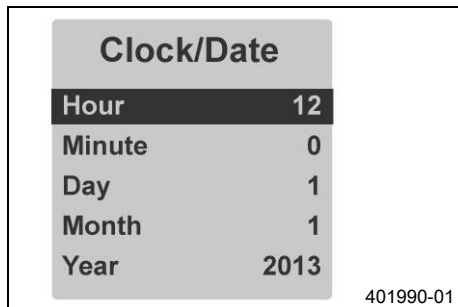 Clock/Date
Hour 12
Minute 0
Day 1
Month 1
Year 2013
401990-01